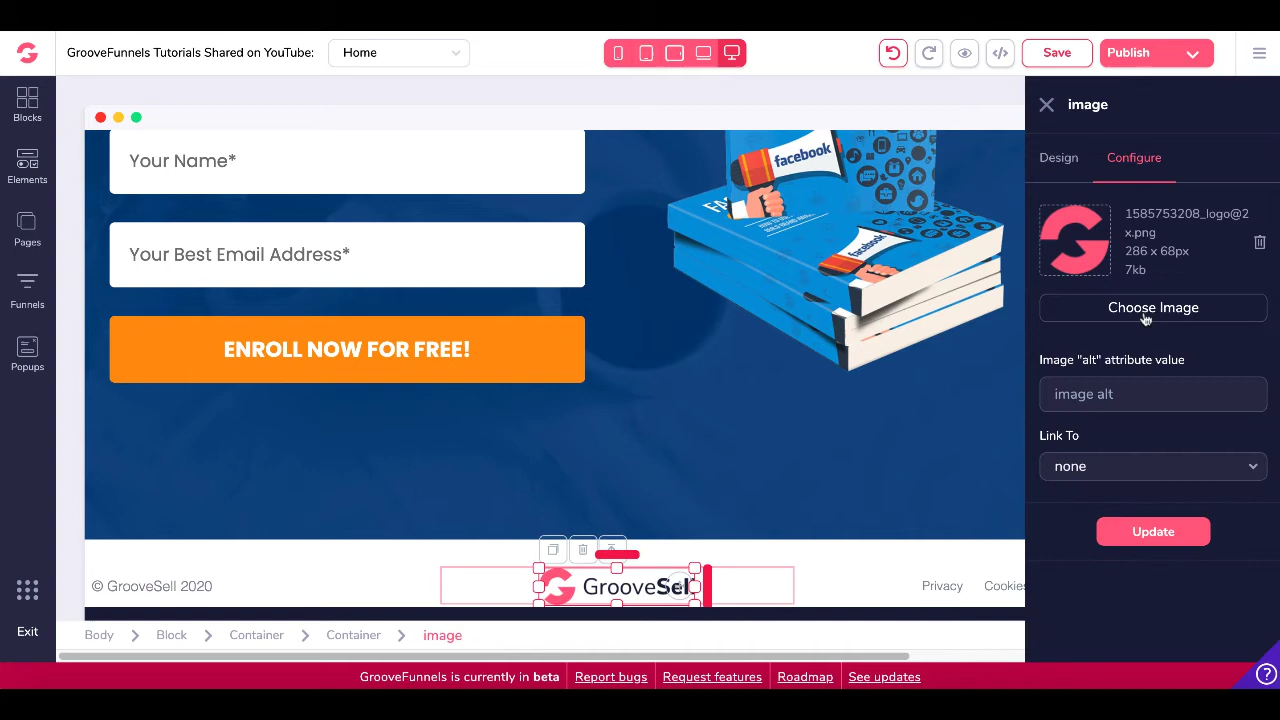 GrooveFunnels Tutorials Shared on YouTube:
Home
Save
Publish
Blocks
Elements
Pages
Funnels
Popups
Exit
Your Name*
Your Best Email Address*
ENROLL NOW FOR FREE!
facebook
facebook
© GrooveSell 2020
GrooveSell
Privacy
Cookies
Body
Block
Container
Container
image
image
Design
Configure
1585753208_logo@2
x.png
286 x 68px
7kb
Choose Image
Image "alt" attribute value
image alt
Link To
none
Update
GrooveFunnels is currently in beta
Report bugs
Request features
Roadmap
See updates
?